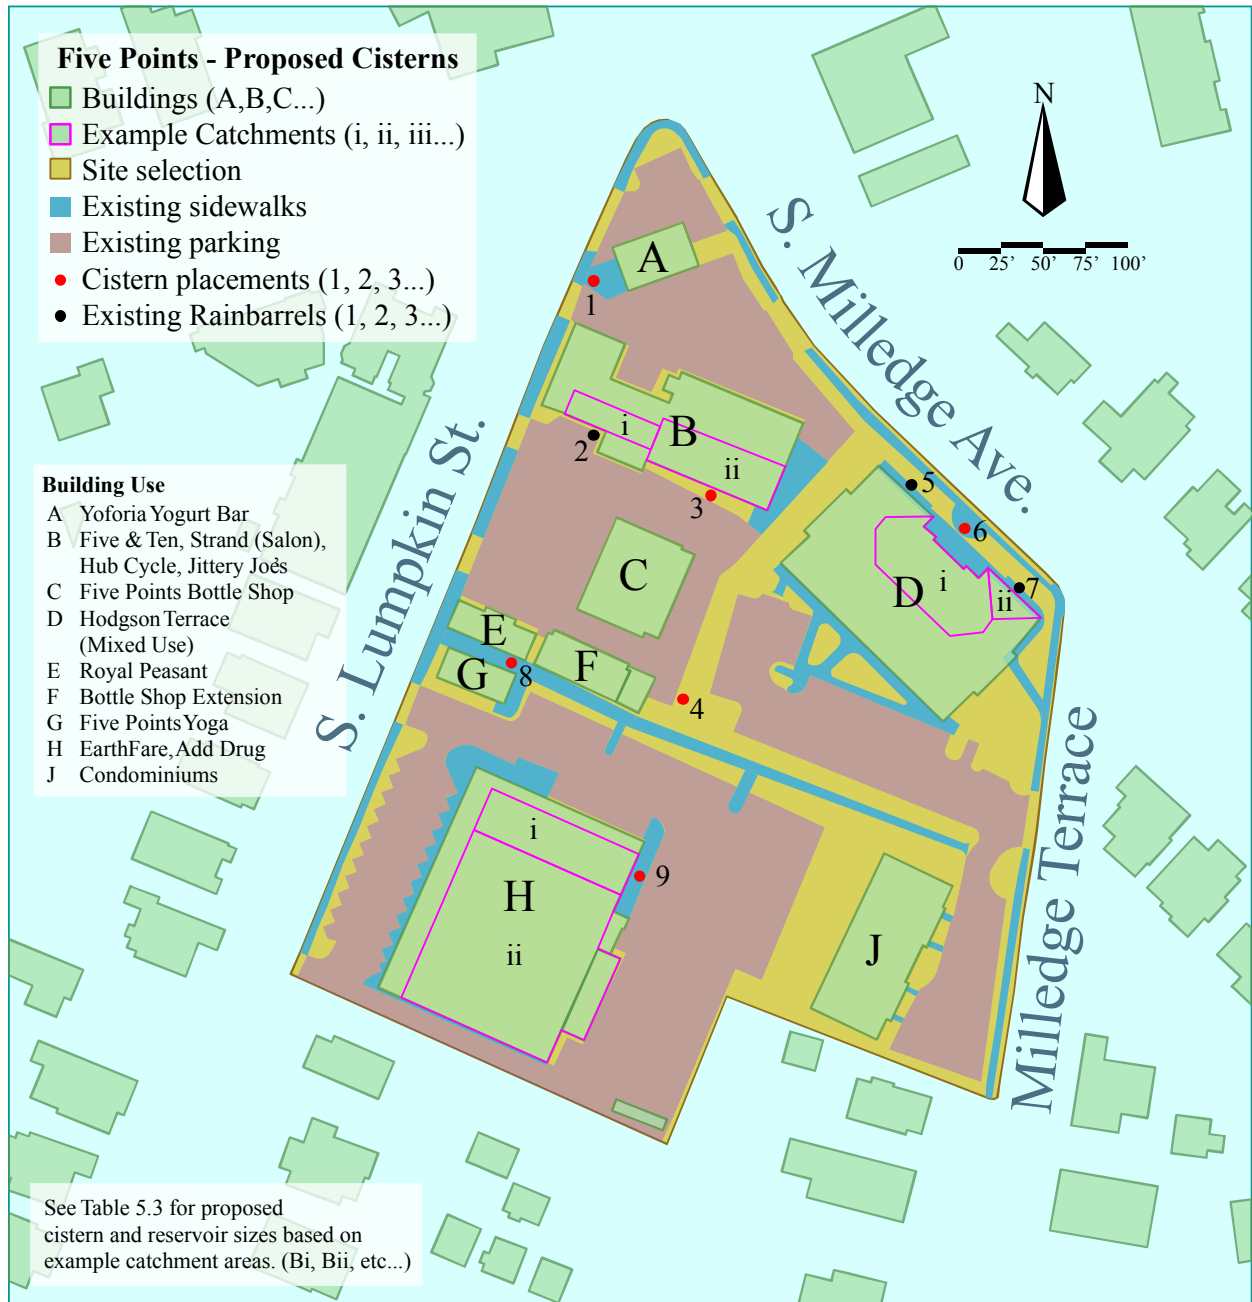 Five Points - Proposed Cisterns
Buildings (A,B,C...)
Example Catchments (i, ii, iii...)
Site selection
Existing sidewalks
Existing parking
Cistern placements (1, 2, 3...)
Existing Rainbarrels (1, 2, 3...)
N
0 25' 50' 75' 100'
S. Milledge Ave.
S. Lumpkin St.
Milledge Terrace
A
1
B
i
ii
2
3
5
6
7
C
D
i
ii
E
F
G
8
4
H
i
ii
9
J
Building Use
A Yoforia Yogurt Bar
B Five & Ten, Strand (Salon),
Hub Cycle, Jittery Joe's
C Five Points Bottle Shop
D Hodgson Terrace
(Mixed Use)
E Royal Peasant
F Bottle Shop Extension
G Five Points Yoga
H EarthFare, Add Drug
J Condominiums
See Table 5.3 for proposed
cistern and reservoir sizes based on
example catchment areas. (Bi, Bii, etc...)